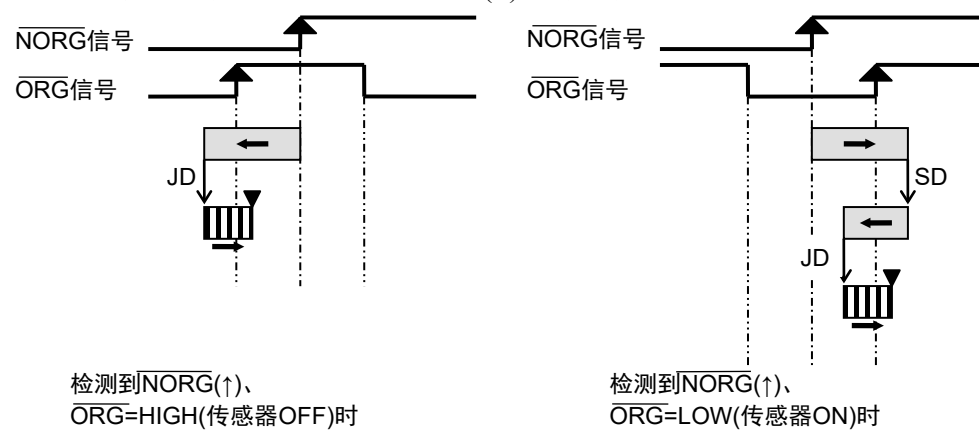 NORG信号
ORG信号
JD
NORG信号
ORG信号
SD
JD
检测到NORG(↑)、
ORG=HIGH(传感器OFF)时
检测到NORG(↑)、
ORG=LOW(传感器ON)时